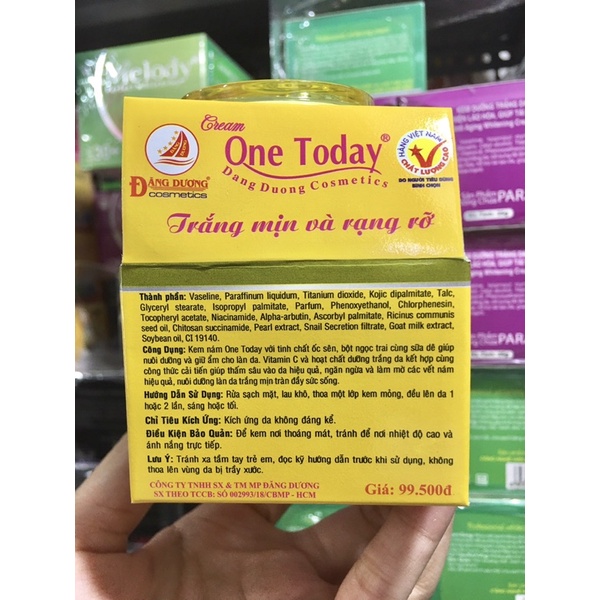 Melody
Cream
One Today®
Dang Duong Cosmetics
ĐĂNG DƯƠNG
cosmetics
HÀNG VIỆT NAM
CHẤT LƯỢNG CAO
DO NGƯỜI TIÊU DÙNG
BÌNH CHỌN
Trắng mịn và rạng rỡ
Thành phần: Vaseline, Paraffinum liquidum, Titanium dioxide, Kojic dipalmitate, Talc,
Glyceryl stearate, Isopropyl palmitate, Parfum, Phenoxyethanol, Chlorphenesin,
Tocopheryl acetate, Niacinamide, Alpha-arbutin, Ascorbyl palmitate, Ricinus communis
seed oil, Chitosan succinamide, Pearl extract, Snail Secretion filtrate, Goat milk extract,
Soybean oil, CI 19140.
Công Dụng: Kem nám One Today với tinh chất ốc sên, bột ngọc trai cùng sữa dê giúp
nuôi dưỡng và giữ ẩm cho làn da. Vitamin C và hoạt chất dưỡng trắng da kết hợp cùng
công thức cải tiến giúp thấm sâu vào da hiệu quả, ngăn ngừa và làm mờ các vết nám
hiệu quả, nuôi dưỡng làn da trắng mịn tràn đầy sức sống.
Hướng Dẫn Sử Dụng: Rửa sạch mặt, lau khô, thoa một lớp kem mỏng, đều lên da 1
hoặc 2 lần, sáng hoặc tối.
Chỉ Tiêu Kích Ứng: Kích ứng da không đáng kể.
Điều Kiện Bảo Quản: Để kem nơi thoáng mát, tránh để nơi nhiệt độ cao và
ánh nắng trực tiếp.
Lưu Ý: Tránh xa tầm tay trẻ em, đọc kỹ hướng dẫn trước khi sử dụng, không
thoa lên vùng da bị trầy xước.
CÔNG TY TNHH SX & TM MP ĐĂNG DƯƠNG
SX THEO TCCB: SỐ 002993/18/CBMP - HCM
Giá: 99.500đ